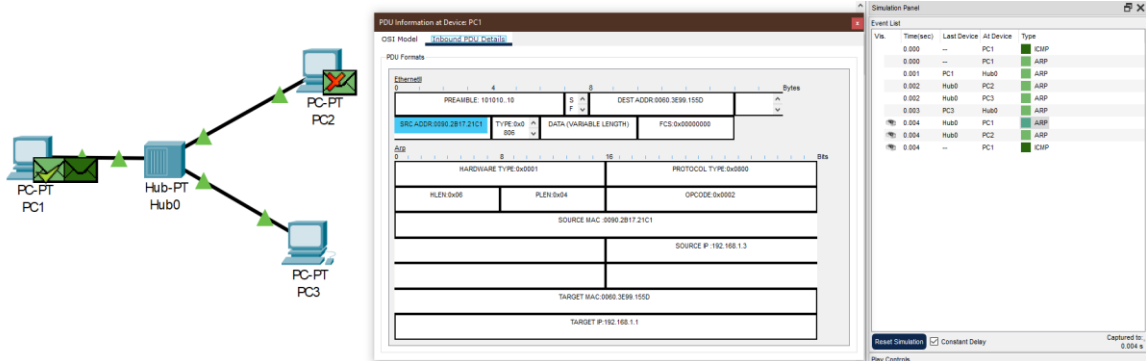 PC-PT
PC2
PC-PT
PC1
Hub-PT
Hub0
PC-PT
PC3
PDU Information at Device: PC1
OSI Model Inbound PDU Details
PDU Formats
EthernetII
0 4 8 Bytes
PREAMBLE: 101010..10 S F DEST ADDR:0060.3E99.155D
SRC ADDR:0090.2B17.21C1 TYPE:0x0 806 DATA (VARIABLE LENGTH) FCS:0x00000000
Arp
0 8 16 Bits
HARDWARE TYPE:0x0001 PROTOCOL TYPE:0x0800
HLEN:0x06 PLEN:0x04 OPCODE:0x0002
SOURCE MAC :0090.2B17.21C1
SOURCE IP :192.168.1.3
TARGET MAC:0060.3E99.155D
TARGET IP:192.168.1.1
Simulation Panel
Event List
Vis. Time(sec) Last Device At Device Type
0.000 -- PC1 ICMP
0.000 -- PC1 ARP
0.001 PC1 Hub0 ARP
0.002 Hub0 PC2 ARP
0.002 Hub0 PC3 ARP
0.003 PC3 Hub0 ARP
0.004 Hub0 PC1 ARP
0.004 Hub0 PC2 ARP
0.004 -- PC1 ICMP
Reset Simulation Constant Delay Captured to:
0.004 s
Play Controls